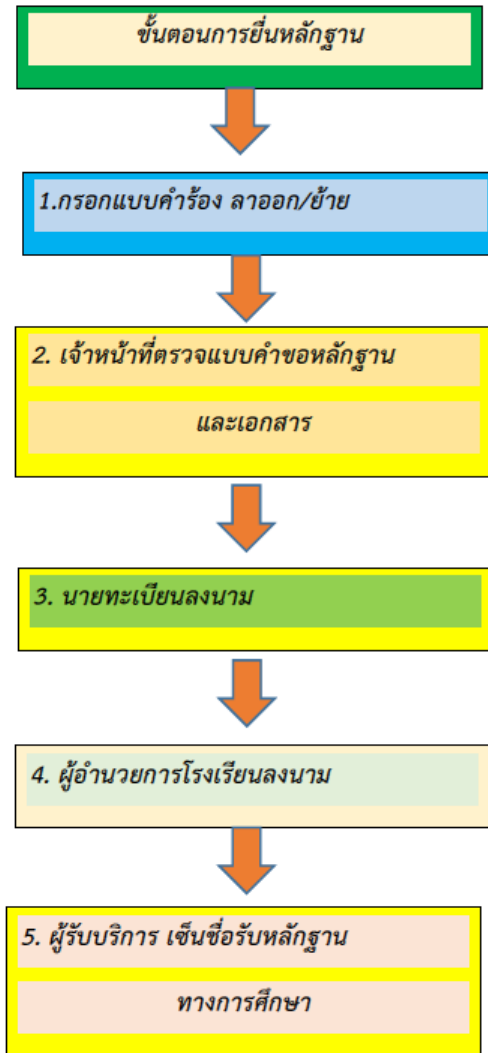 ขั้นตอนการยื่นหลักฐาน
1.กรอกแบบคำร้อง ลาออก/ย้าย
2. เจ้าหน้าที่ตรวจแบบคำขอหลักฐาน
และเอกสาร
3. นายทะเบียนลงนาม
4. ผู้อำนวยการโรงเรียนลงนาม
5. ผู้รับบริการ เซ็นชื่อรับหลักฐาน
ทางการศึกษา